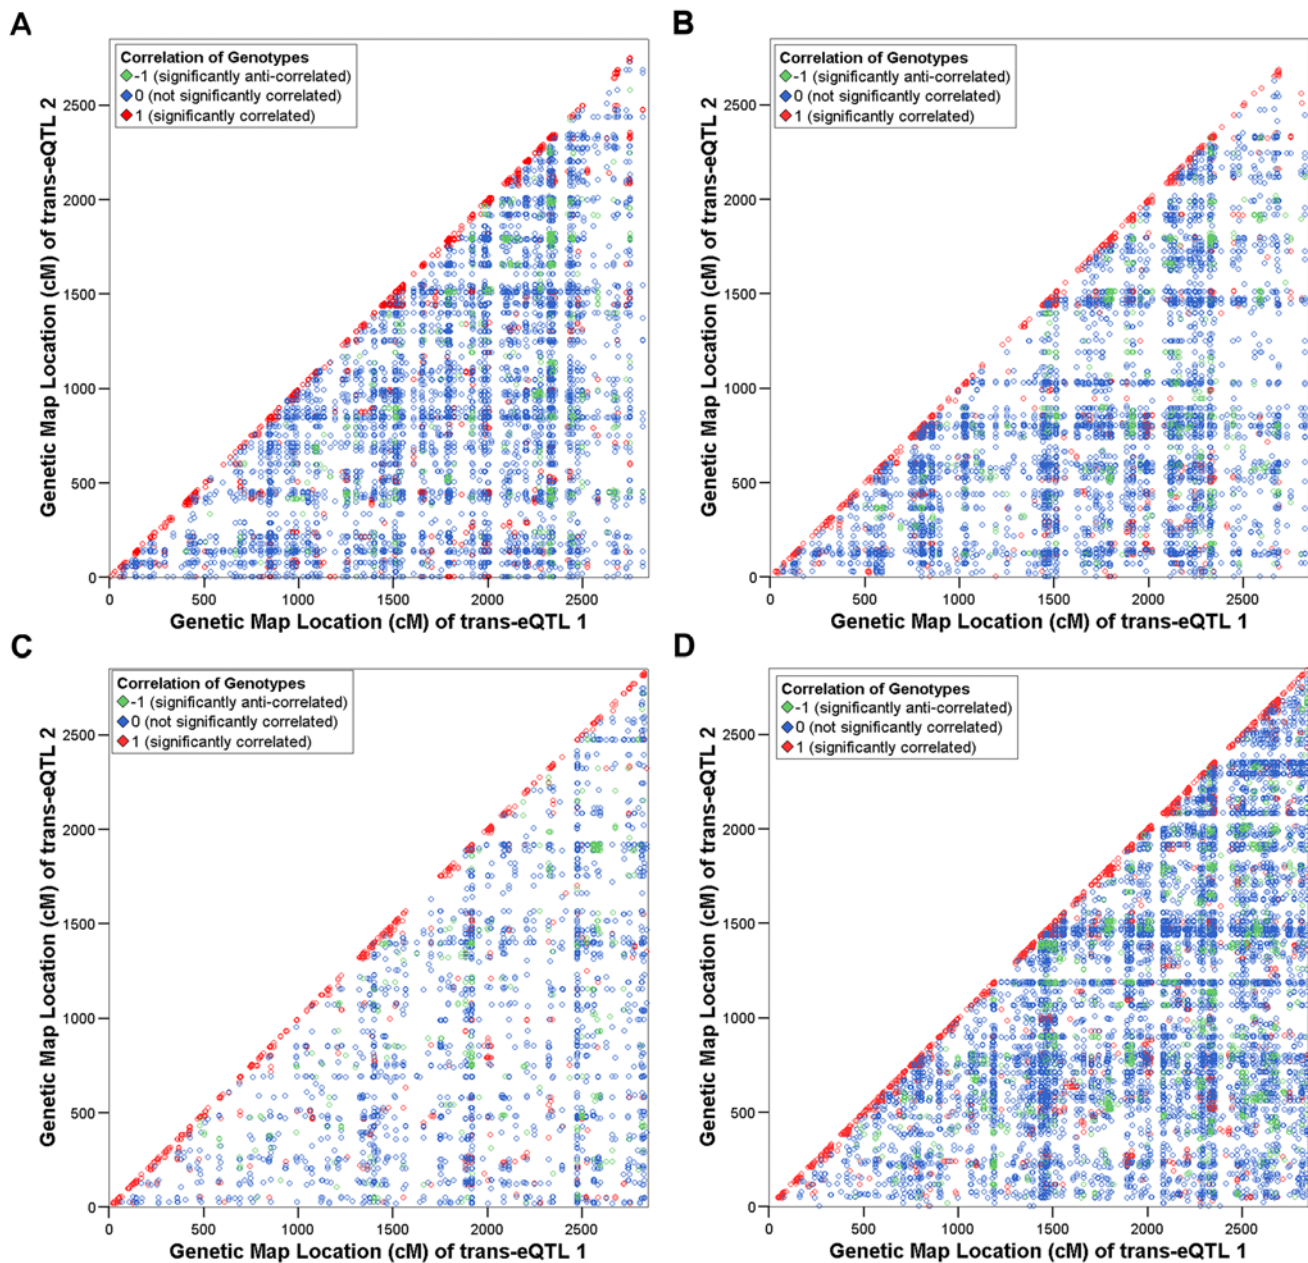 A
Correlation of Genotypes
-1 (significantly anti-correlated)
0 (not significantly correlated)
1 (significantly correlated)
Genetic Map Location (cM) of trans-eQTL 2
2500
2000
1500
1000
500
0
0 500 1000 1500 2000 2500
Genetic Map Location (cM) of trans-eQTL 1
B
Correlation of Genotypes
-1 (significantly anti-correlated)
0 (not significantly correlated)
1 (significantly correlated)
Genetic Map Location (cM) of trans-eQTL 2
2500
2000
1500
1000
500
0
0 500 1000 1500 2000 2500
Genetic Map Location (cM) of trans-eQTL 1
C
Correlation of Genotypes
-1 (significantly anti-correlated)
0 (not significantly correlated)
1 (significantly correlated)
Genetic Map Location (cM) of trans-eQTL 2
2500
2000
1500
1000
500
0
0 500 1000 1500 2000 2500
Genetic Map Location (cM) of trans-eQTL 1
D
Correlation of Genotypes
-1 (significantly anti-correlated)
0 (not significantly correlated)
1 (significantly correlated)
Genetic Map Location (cM) of trans-eQTL 2
2500
2000
1500
1000
500
0
0 500 1000 1500 2000 2500
Genetic Map Location (cM) of trans-eQTL 1